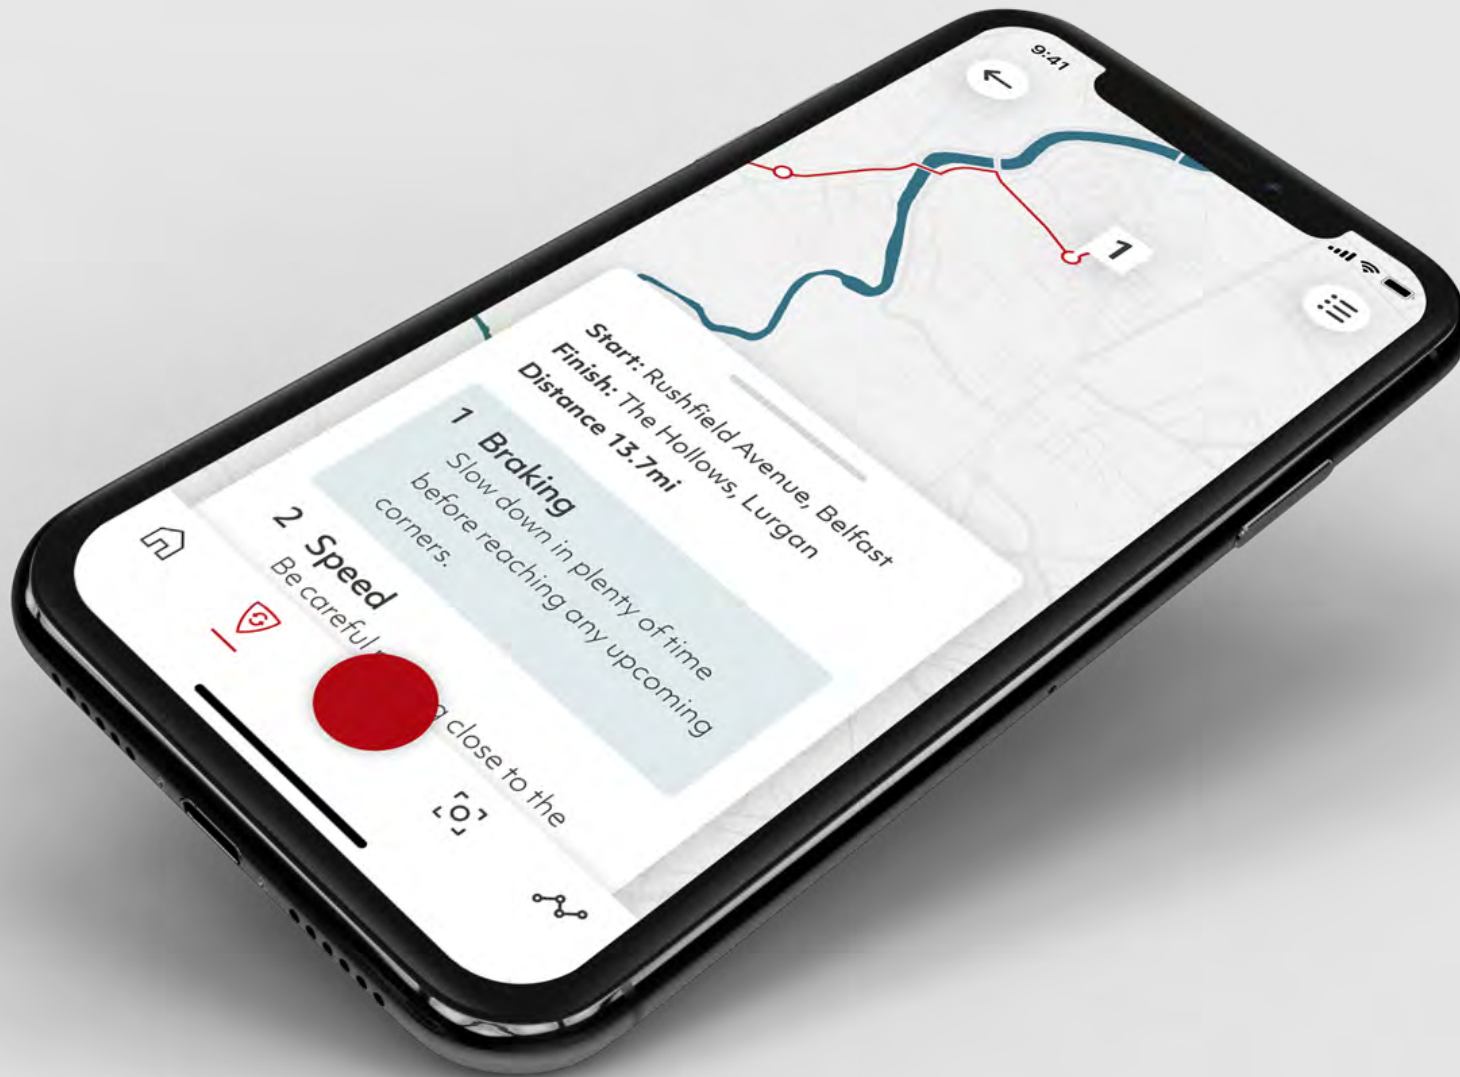 9:41
1
Start: Rushfield Avenue, Belfast
Finish: The Hollows, Lurgan
Distance 13.7mi
1 Braking
Slow down in plenty of time
before reaching any upcoming
corners.
2 Speed
Be careful
close to the